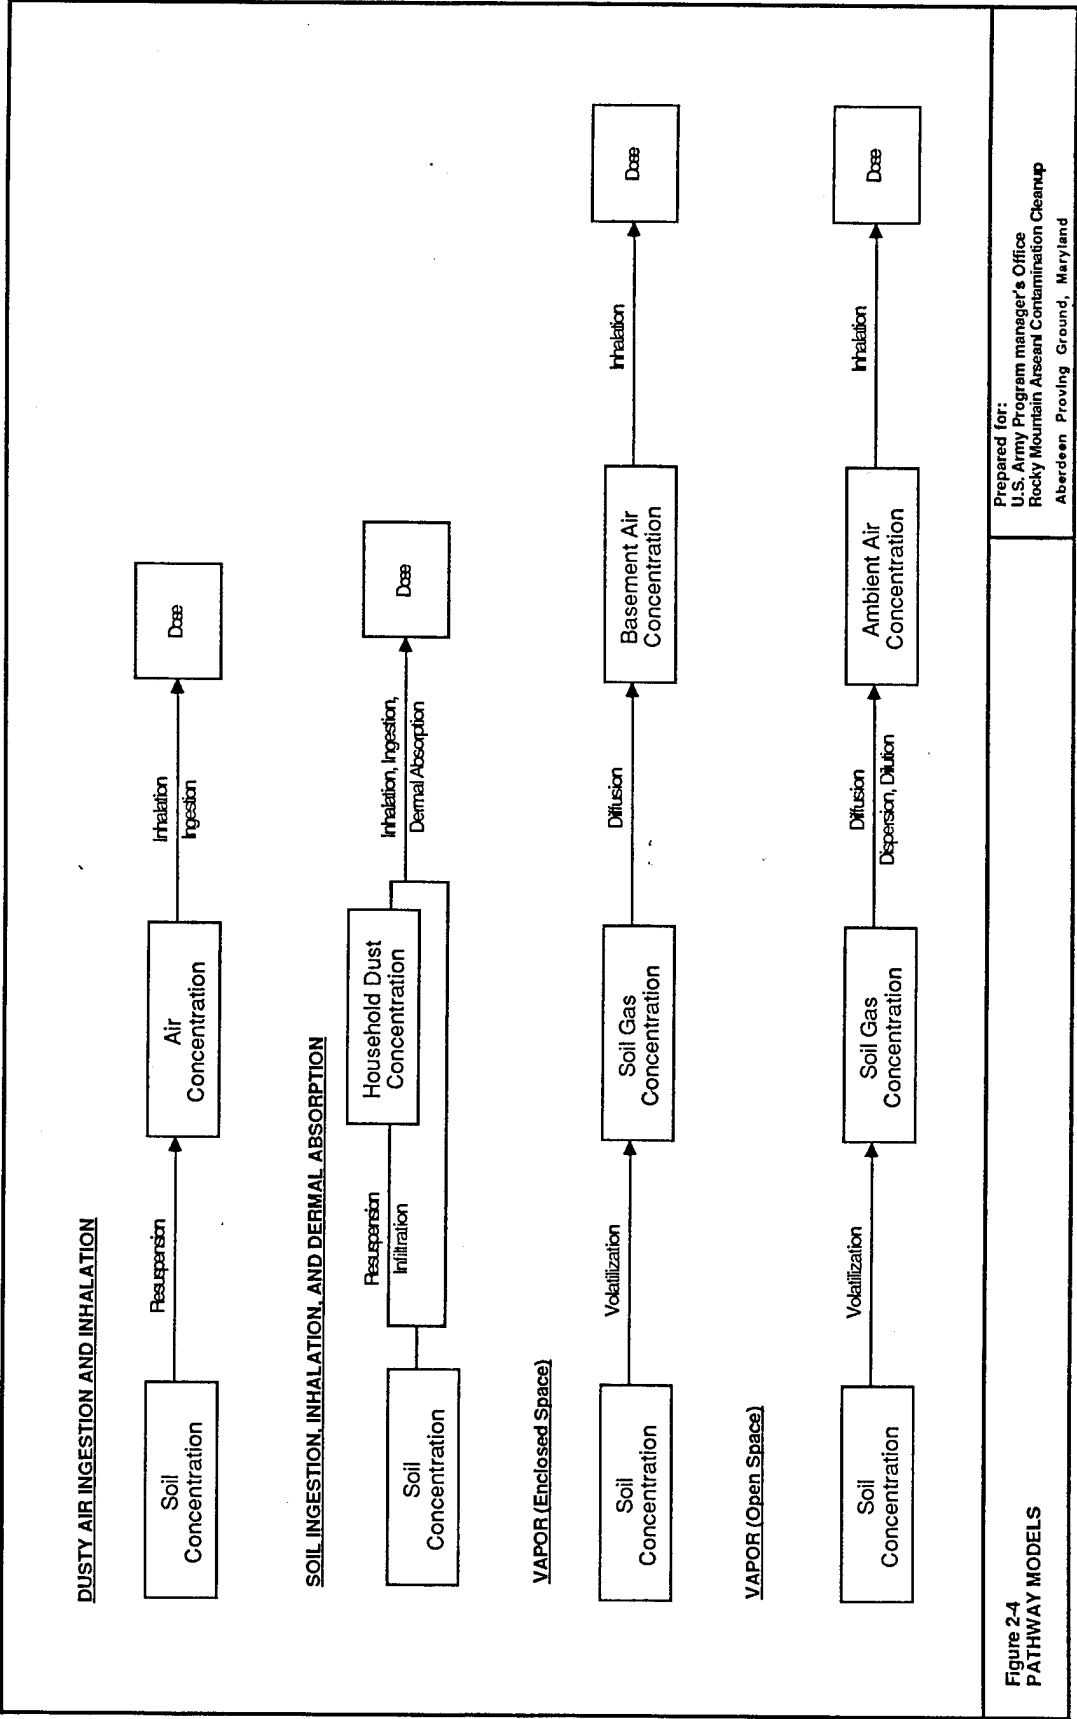 DUSTY AIR INGESTION AND INHALATION
Soil
Concentration
Resuspension
Air
Concentration
Inhalation
Ingestion
Dose
SOIL INGESTION, INHALATION, AND DERMAL ABSORPTION
Soil
Concentration
Resuspension
Infiltration
Household Dust
Concentration
Inhalation, Ingestion,
Dermal Absorption
Dose
VAPOR (Enclosed Space)
Soil
Concentration
Volatilization
Soil Gas
Concentration
Diffusion
Basement Air
Concentration
Inhalation
Dose
VAPOR (Open Space)
Soil
Concentration
Volatilization
Soil Gas
Concentration
Diffusion
Dispersion, Dilution
Ambient Air
Concentration
Inhalation
Dose
Figure 2-4
PATHWAY MODELS
Prepared for:
U.S. Army Program manager's Office
Rocky Mountain Arseanl Contamination Cleanup
Aberdeen Proving Ground, Maryland